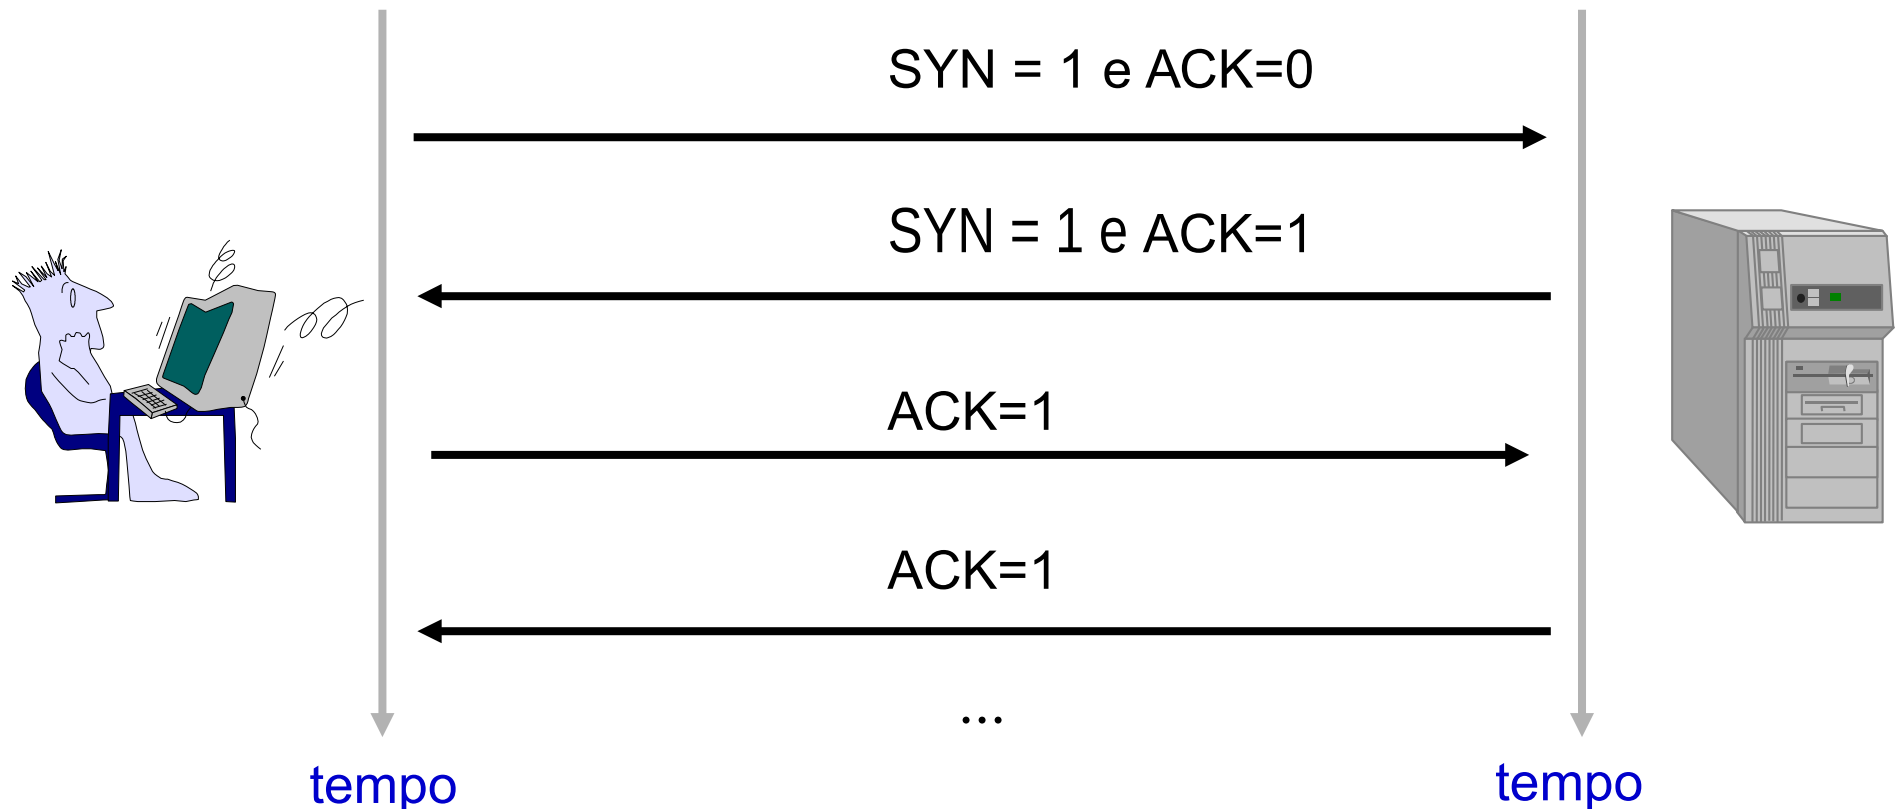 SYN = 1 e ACK=0
SYN = 1 e ACK=1
ACK=1
ACK=1
...
tempo
tempo